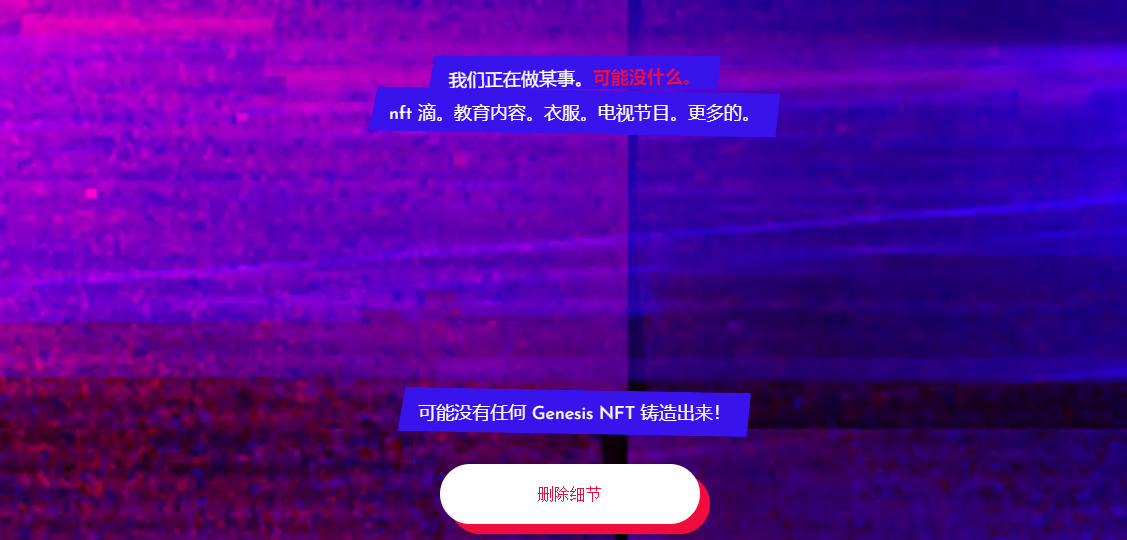 我们正在做某事。可能没什么。
nft 滴。教育内容。衣服。电视节目。更多的。
可能没有任何 Genesis NFT 铸造出来！
删除细节